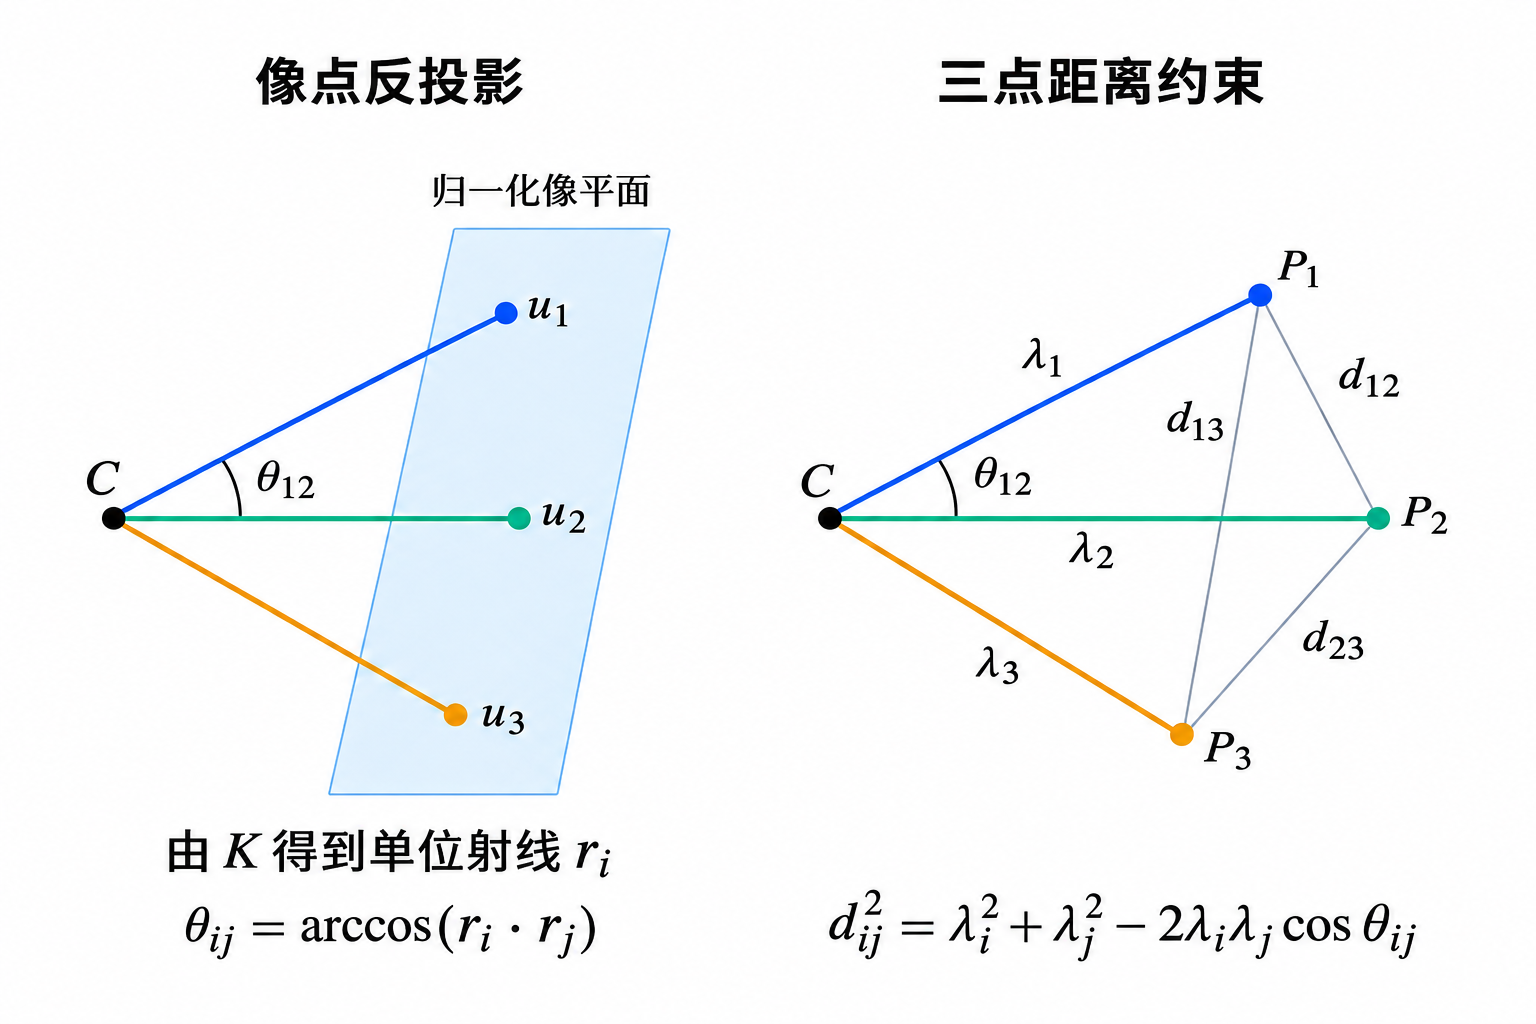 像点反投影
归一化像平面
u₁
C
θ₁₂
u₂
u₃
由 K 得到单位射线 rᵢ
θᵢⱼ = arccos(rᵢ · rⱼ)
三点距离约束
P₁
λ₁
d₁₂
d₁₃
C
θ₁₂
P₂
λ₂
d₂₃
λ₃
P₃
d²ᵢⱼ = λ²ᵢ + λ²ⱼ − 2λᵢλⱼ cos θᵢⱼ